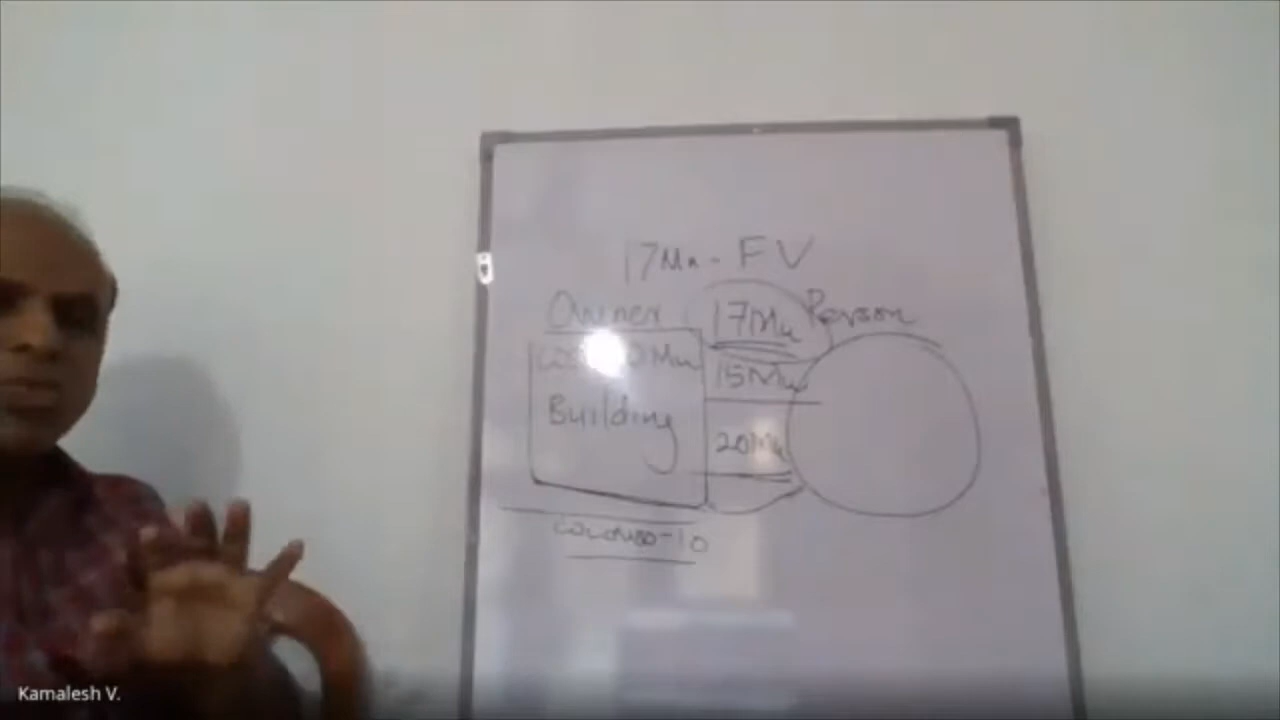 17Mn - FV
Owner 17Mn Person
15Mn
Building
20Mn
Colombo-10
Kamalesh V.